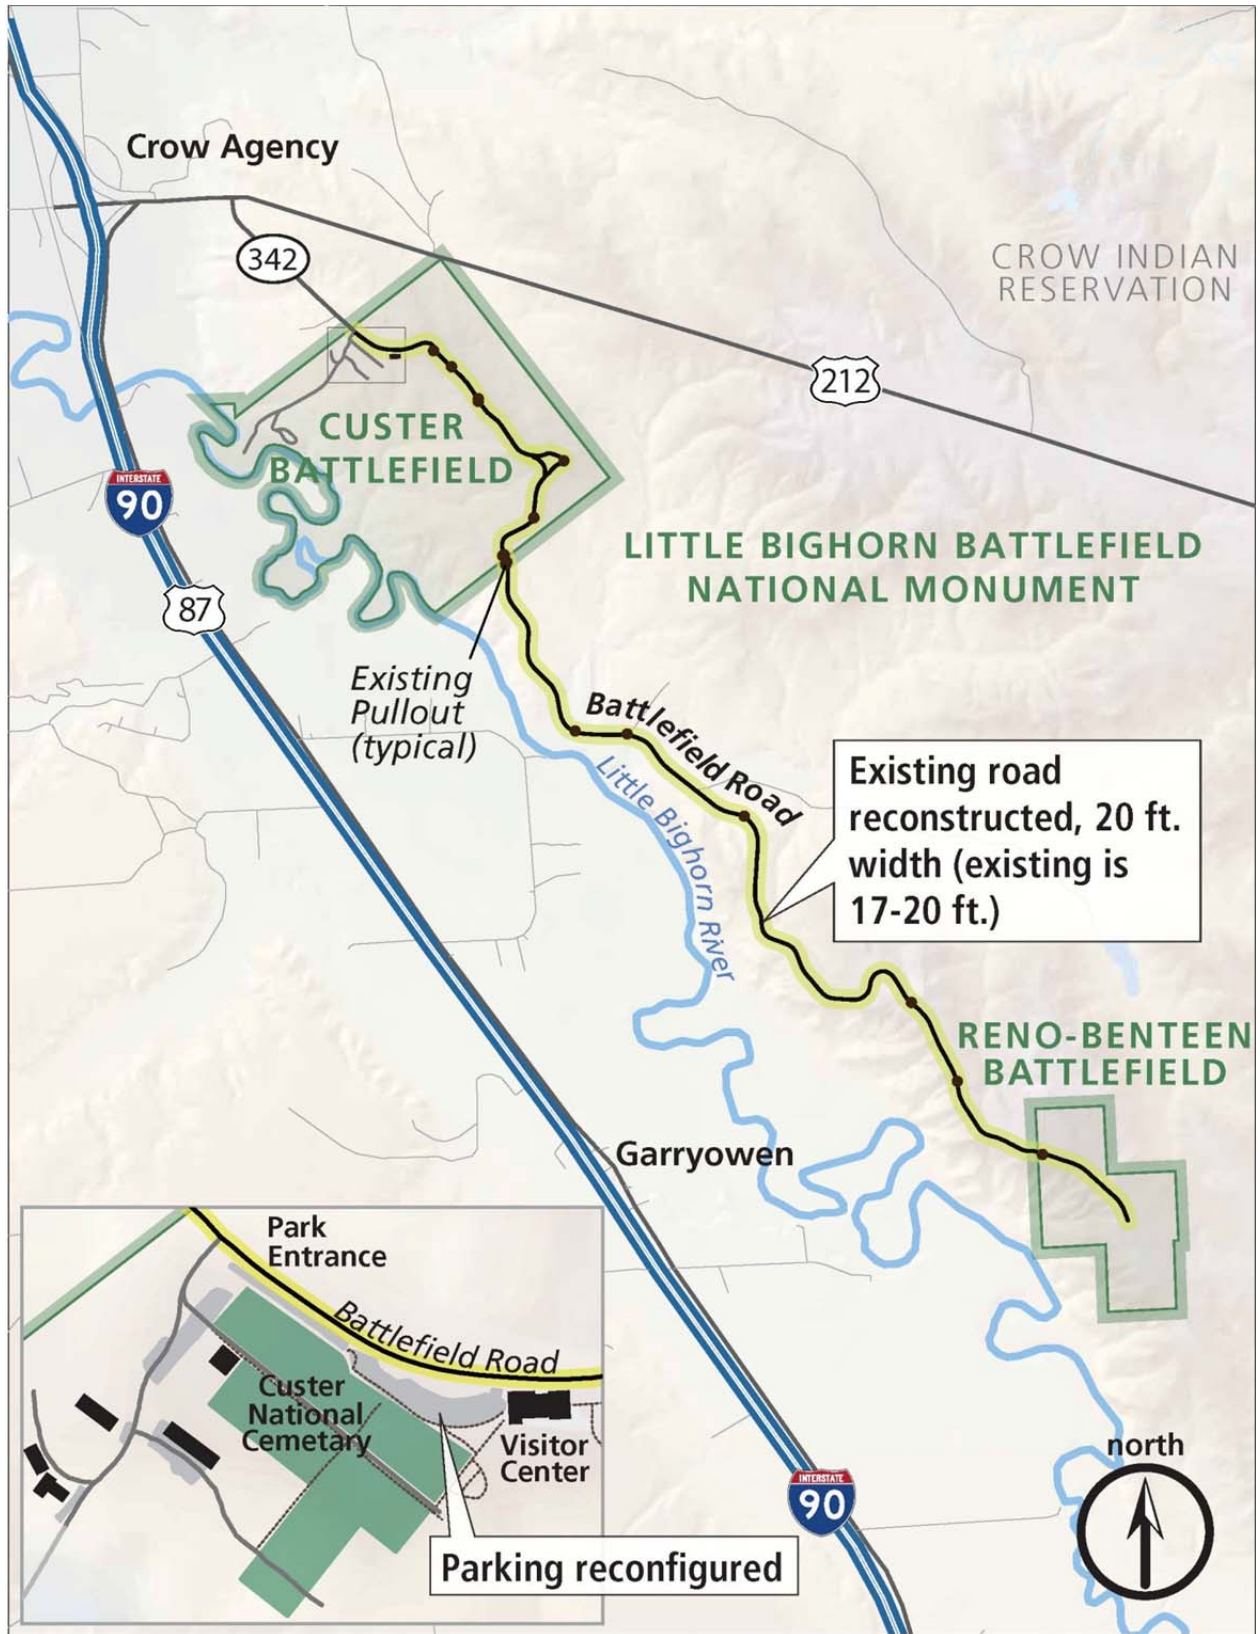 Crow Agency
342
CROW INDIAN
RESERVATION
212
CUSTER
BATTLEFIELD
INTERSTATE
90
LITTLE BIGHORN BATTLEFIELD
NATIONAL MONUMENT
87
Existing
Pullout
(typical)
Battlefield Road
Little Bighorn River
Existing road
reconstructed, 20 ft.
width (existing is
17-20 ft.)
RENO-BENTEEN
BATTLEFIELD
Garryowen
Park
Entrance
Battlefield Road
Custer
National
Cemetary
Visitor
Center
Parking reconfigured
INTERSTATE
90
north